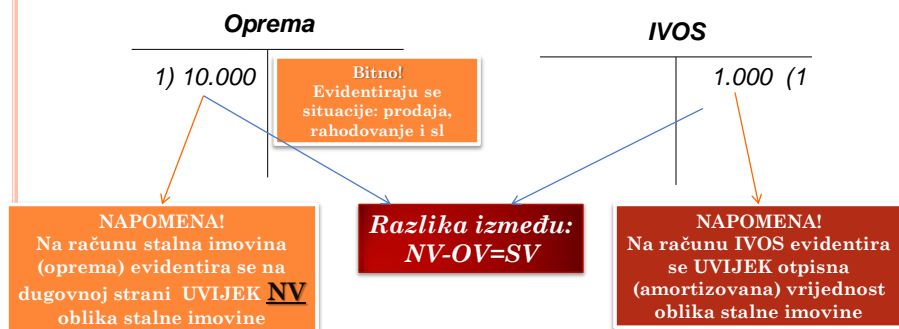 Oprema
IVOS
1) 10.000
Bitno!
Evidentiraju se
situacije: prodaja,
rahodovanje i sl
1.000 (1
NAPOMENA!
Na računu stalna imovina
(oprema) evidentira se na
dugovnoj strani UVIJEK NV
oblika stalne imovine
Razlika između:
NV-OV=SV
NAPOMENA!
Na računu IVOS evidentira
se UVIJEK otpisna
(amortizovana) vrijednost
oblika stalne imovine